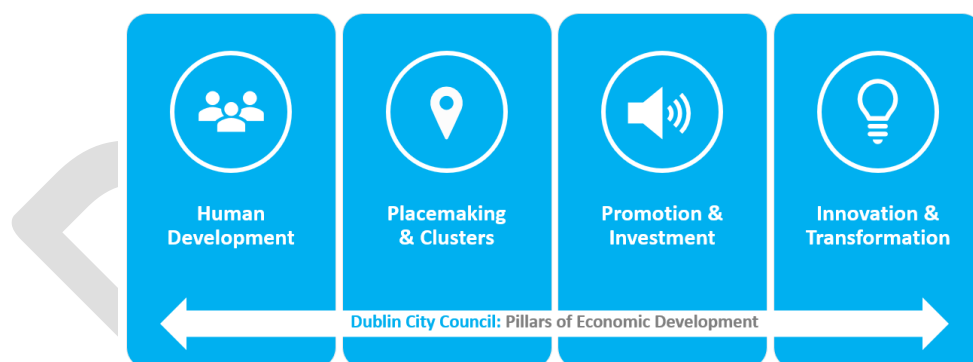 Human
Development
Placemaking
& Clusters
Promotion &
Investment
Innovation &
Transformation
Dublin City Council: Pillars of Economic Development